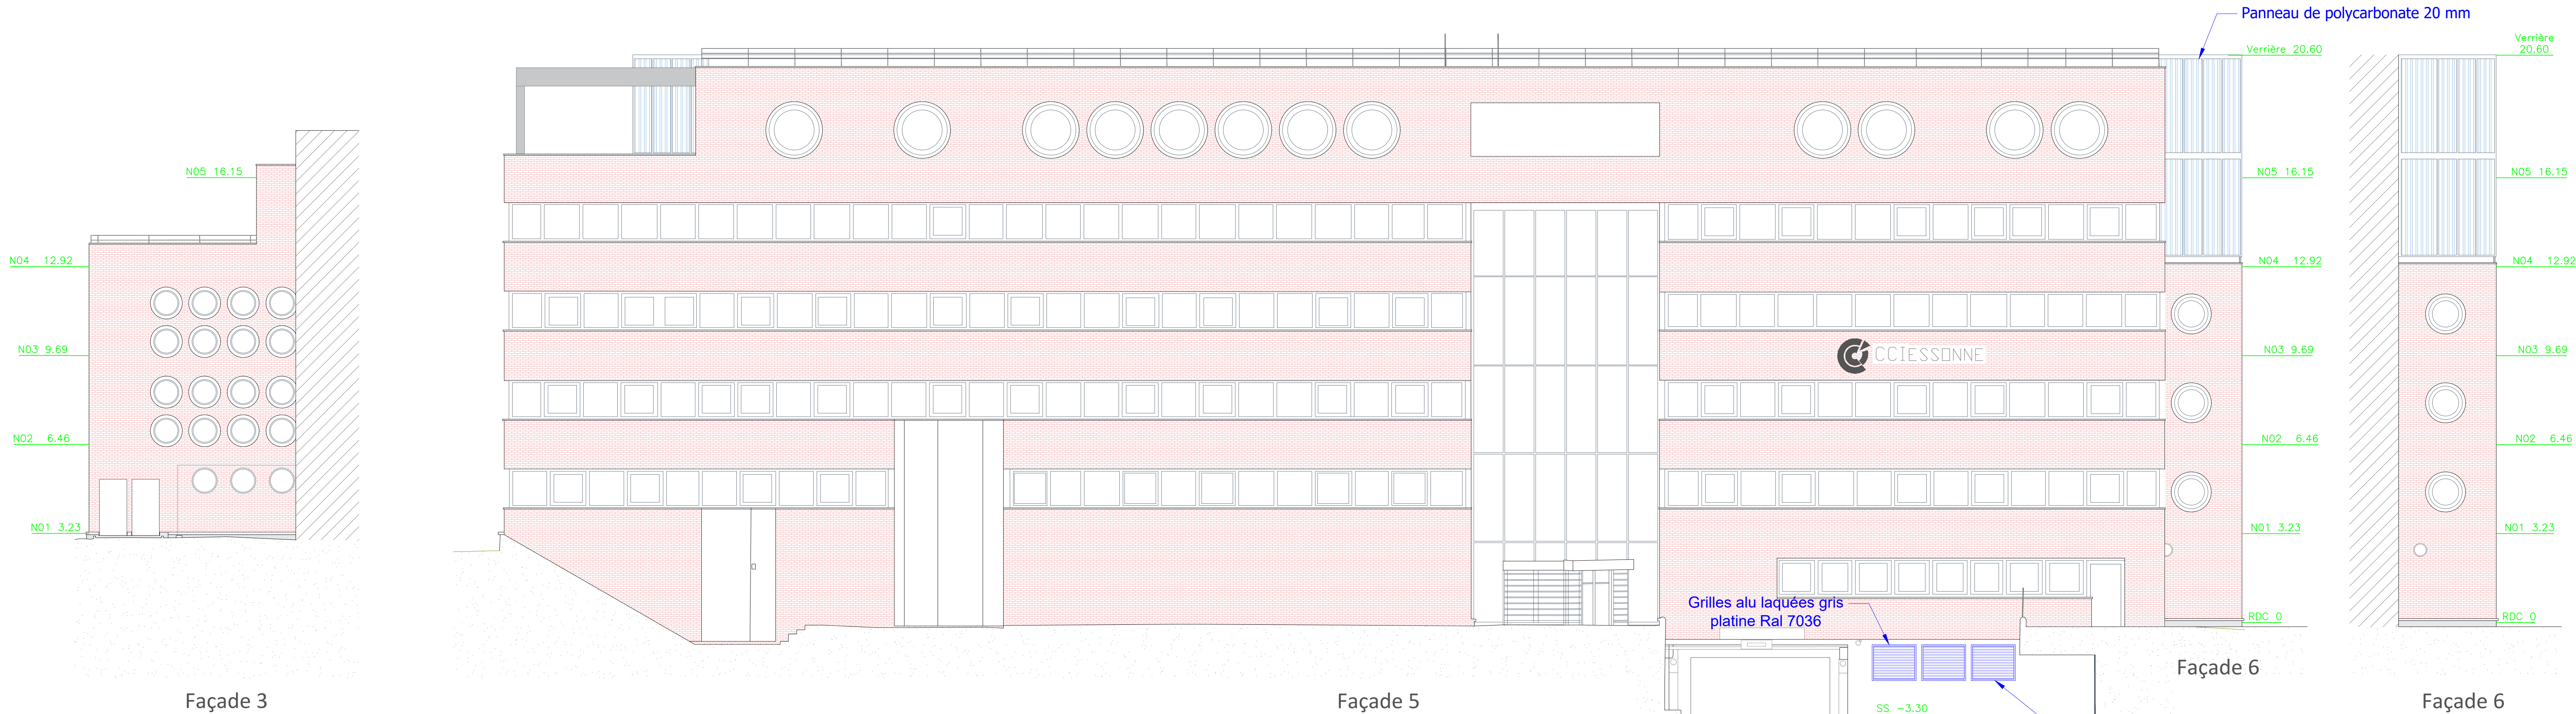 Panneau de polycarbonate 20 mm
Verrière 20.60
Verrière
20.60
N05 16.15
N05 16.15
N05 16.15
N04 12.92
N04 12.92
N04 12.92
N03 9.69
CCIESSONNE
N03 9.69
N03 9.69
N02 6.46
N02 6.46
N02 6.46
N01 3.23
N01 3.23
N01 3.23
Grilles alu laquées gris
platine Ral 7036
RDC 0
RDC 0
Façade 6
Façade 3
Façade 5
Façade 6
SS. -3.30